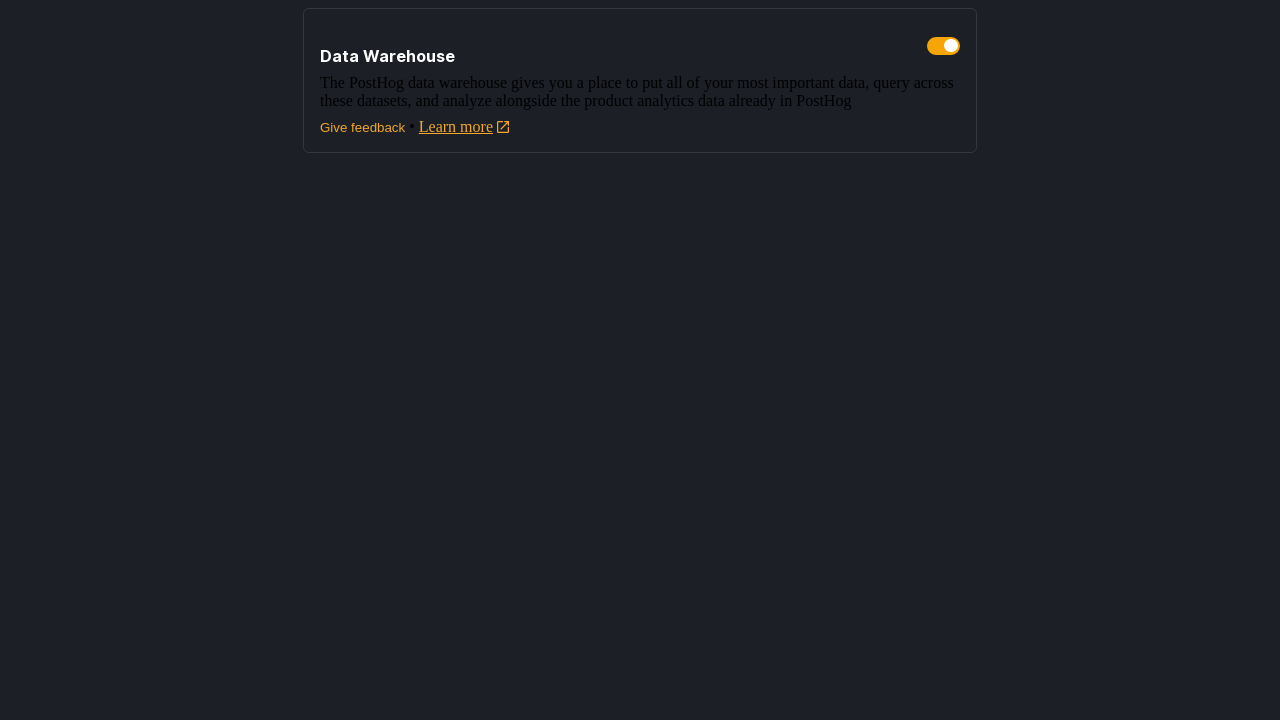 Data Warehouse
The PostHog data warehouse gives you a place to put all of your most important data, query across
these datasets, and analyze alongside the product analytics data already in PostHog
Give feedback • Learn more